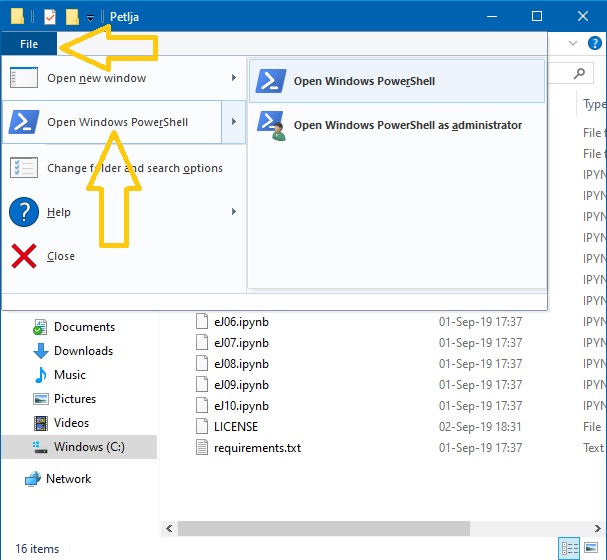 Petlja
File
Open new window
Open Windows PowerShell
Open Windows PowerShell
Open Windows PowerShell as administrator
Change folder and search options
Help
Close
Type
File f
File f
IPYN
IPYN
IPYN
IPYN
IPYN
IPYN
Documents
eJ06.ipynb 01-Sep-19 17:37 IPYN
Downloads
eJ07.ipynb 01-Sep-19 17:37 IPYN
Music
eJ08.ipynb 01-Sep-19 17:37 IPYN
Pictures
eJ09.ipynb 01-Sep-19 17:37 IPYN
Videos
eJ10.ipynb 01-Sep-19 17:37 IPYN
LICENSE 02-Sep-19 18:31 File
Windows (C:)
requirements.txt 01-Sep-19 17:37 Text
Network
16 items